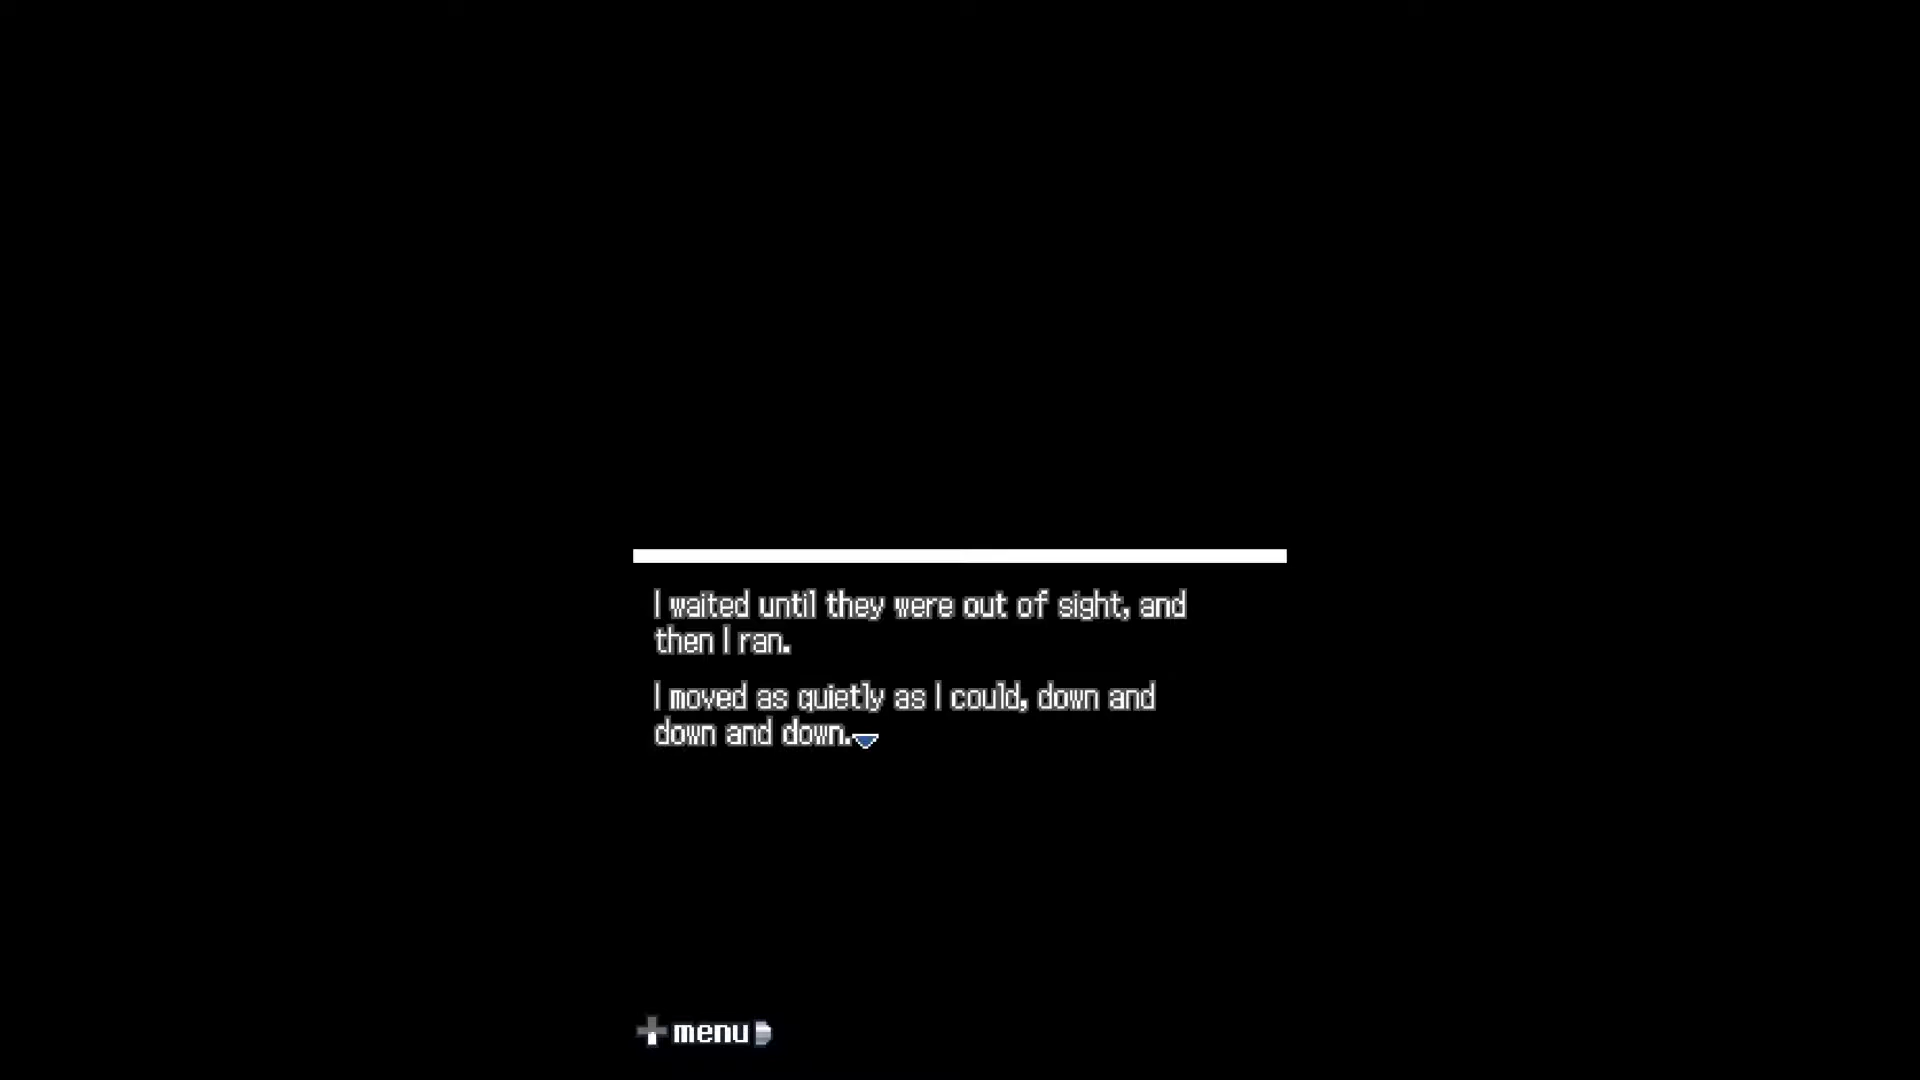 I waited until they were out of sight, and
then I ran.
I moved as quietly as I could, down and
down and down.
menu